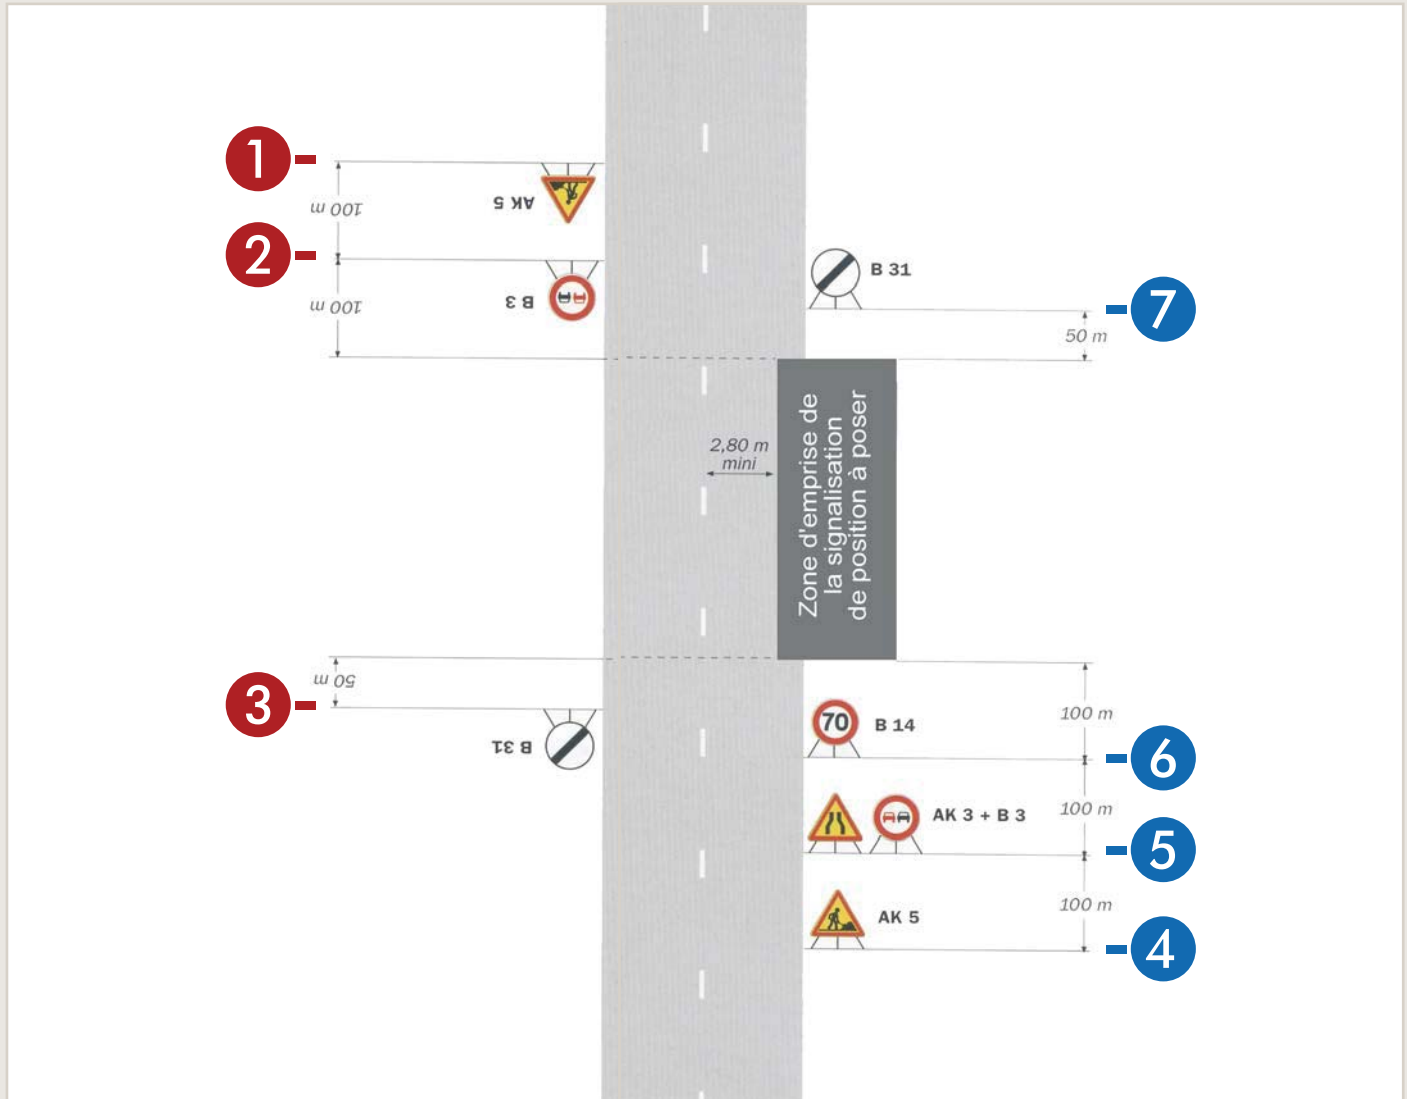 1
AK 5
100 m
2
B 3
100 m
B 31
7
50 m
2,80 m
mini
Zone d'emprise de
la signalisation
de position à poser
50 m
3
B 31
70
B 14
100 m
6
AK 3 + B 3
100 m
5
AK 5
100 m
4